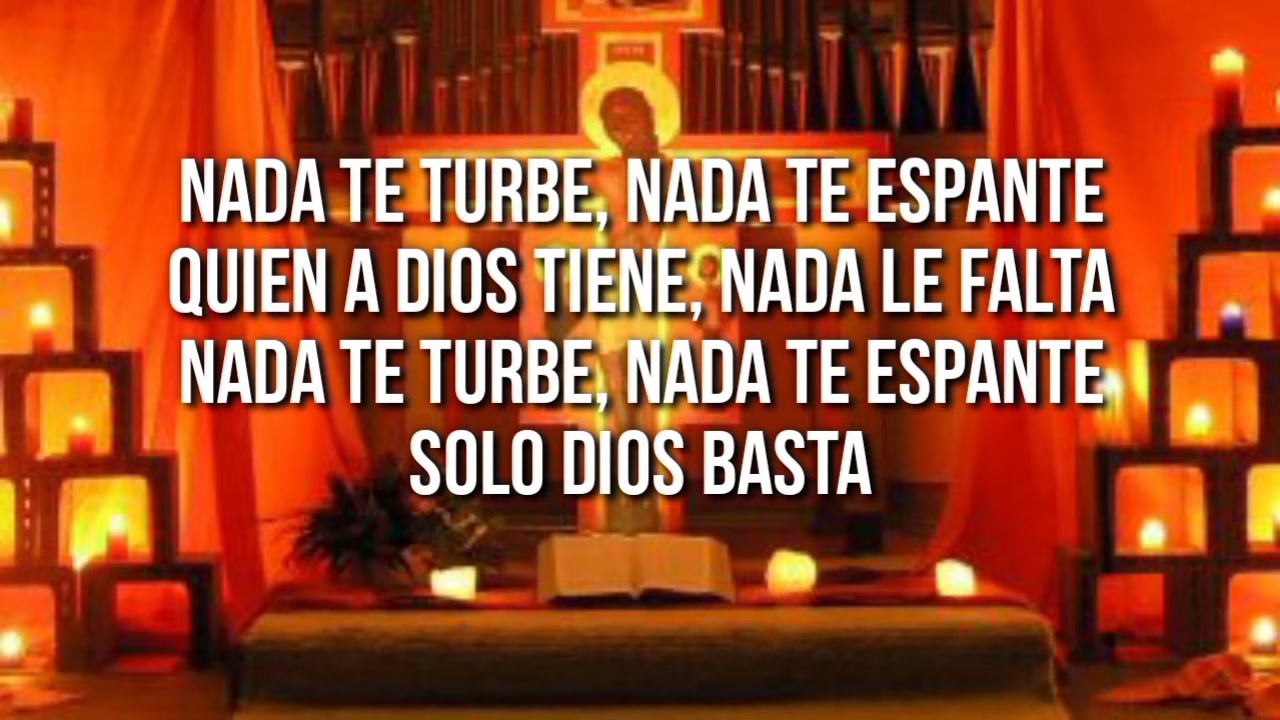 NADA TE TURBE, NADA TE ESPANTE
QUIEN A DIOS TIENE, NADA LE FALTA
NADA TE TURBE, NADA TE ESPANTE
SOLO DIOS BASTA